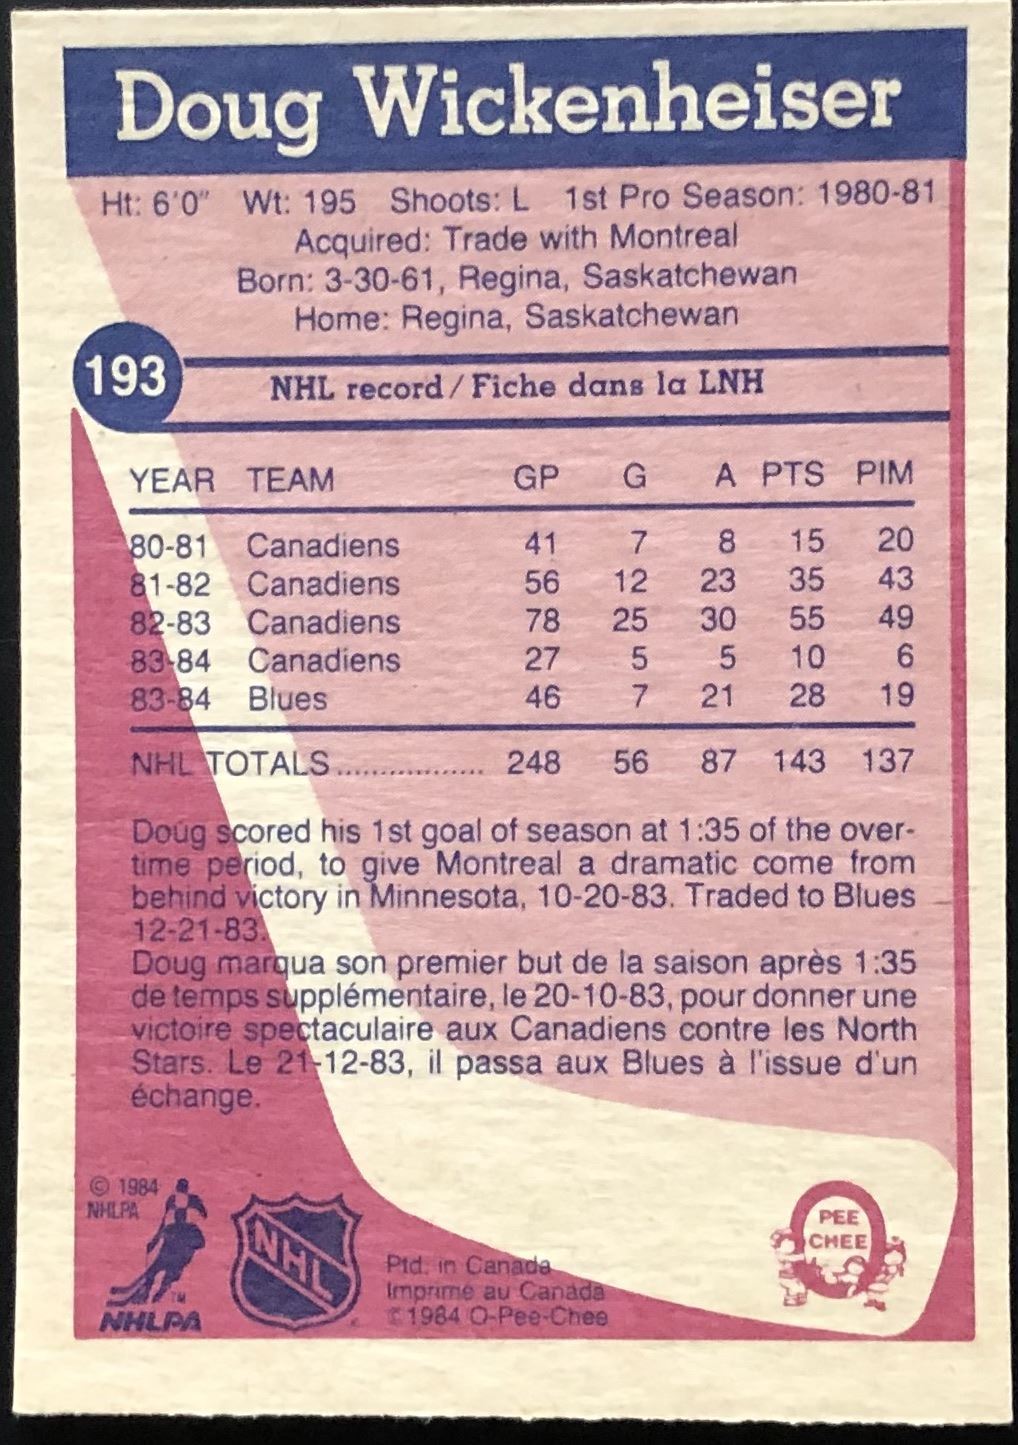 Doug Wickenheiser
Ht: 6'0" Wt: 195 Shoots: L 1st Pro Season: 1980-81
Acquired: Trade with Montreal
Born: 3-30-61, Regina, Saskatchewan
Home: Regina, Saskatchewan
193
NHL record / Fiche dans la LNH
YEAR TEAM GP G A PTS PIM
80-81 Canadiens 41 7 8 15 20
81-82 Canadiens 56 12 23 35 43
82-83 Canadiens 78 25 30 55 49
83-84 Canadiens 27 5 5 10 6
83-84 Blues 46 7 21 28 19
NHL TOTALS.................. 248 56 87 143 137
Doug scored his 1st goal of season at 1:35 of the over-
time period, to give Montreal a dramatic come from
behind victory in Minnesota, 10-20-83. Traded to Blues
12-21-83.
Doug marqua son premier but de la saison après 1:35
de temps supplémentaire, le 20-10-83, pour donner une
victoire spectaculaire aux Canadiens contre les North
Stars. Le 21-12-83, il passa aux Blues à l'issue d'un
échange.
© 1984
NHLPA
TM
NHLPA
NHL
Ptd. in Canada
Imprimé au Canada
© 1984 O-Pee-Chee
PEE
CHEE